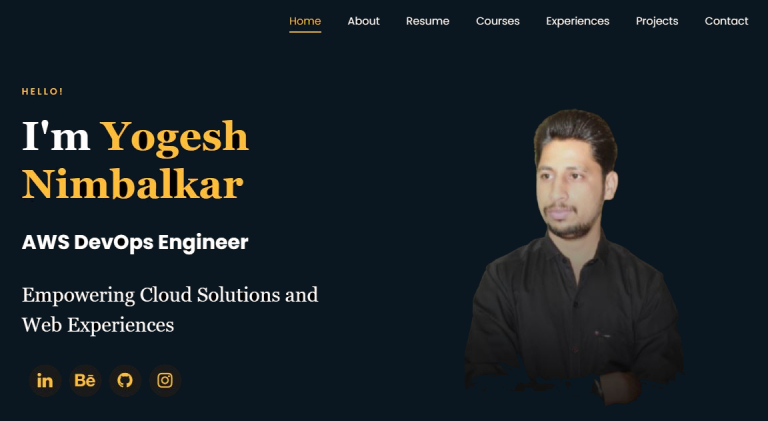 Home About Resume Courses Experiences Projects Contact
HELLO!
I'm Yogesh
Nimbalkar
AWS DevOps Engineer
Empowering Cloud Solutions and
Web Experiences
in Bē